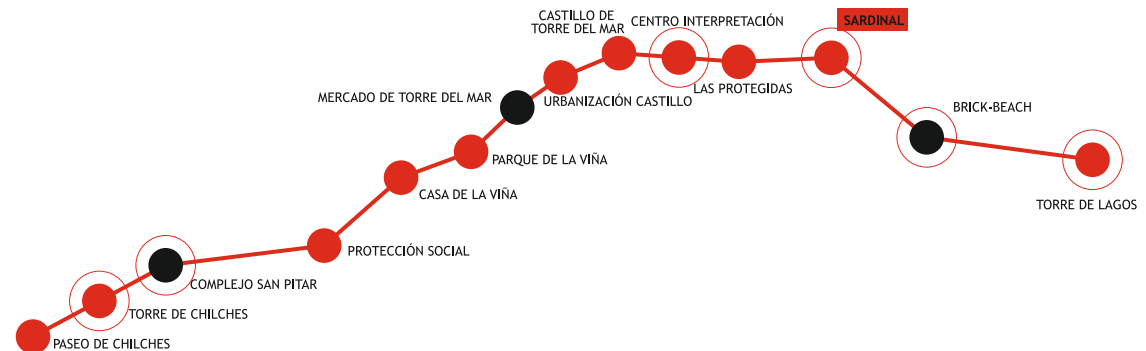 CASTILLO DE
TORRE DEL MAR
CENTRO INTERPRETACIÓN
SARDINAL
MERCADO DE TORRE DEL MAR
URBANIZACIÓN CASTILLO
LAS PROTEGIDAS
BRICK-BEACH
PARQUE DE LA VIÑA
CASA DE LA VIÑA
TORRE DE LAGOS
PROTECCIÓN SOCIAL
COMPLEJO SAN PITAR
TORRE DE CHILCHES
PASEO DE CHILCHES